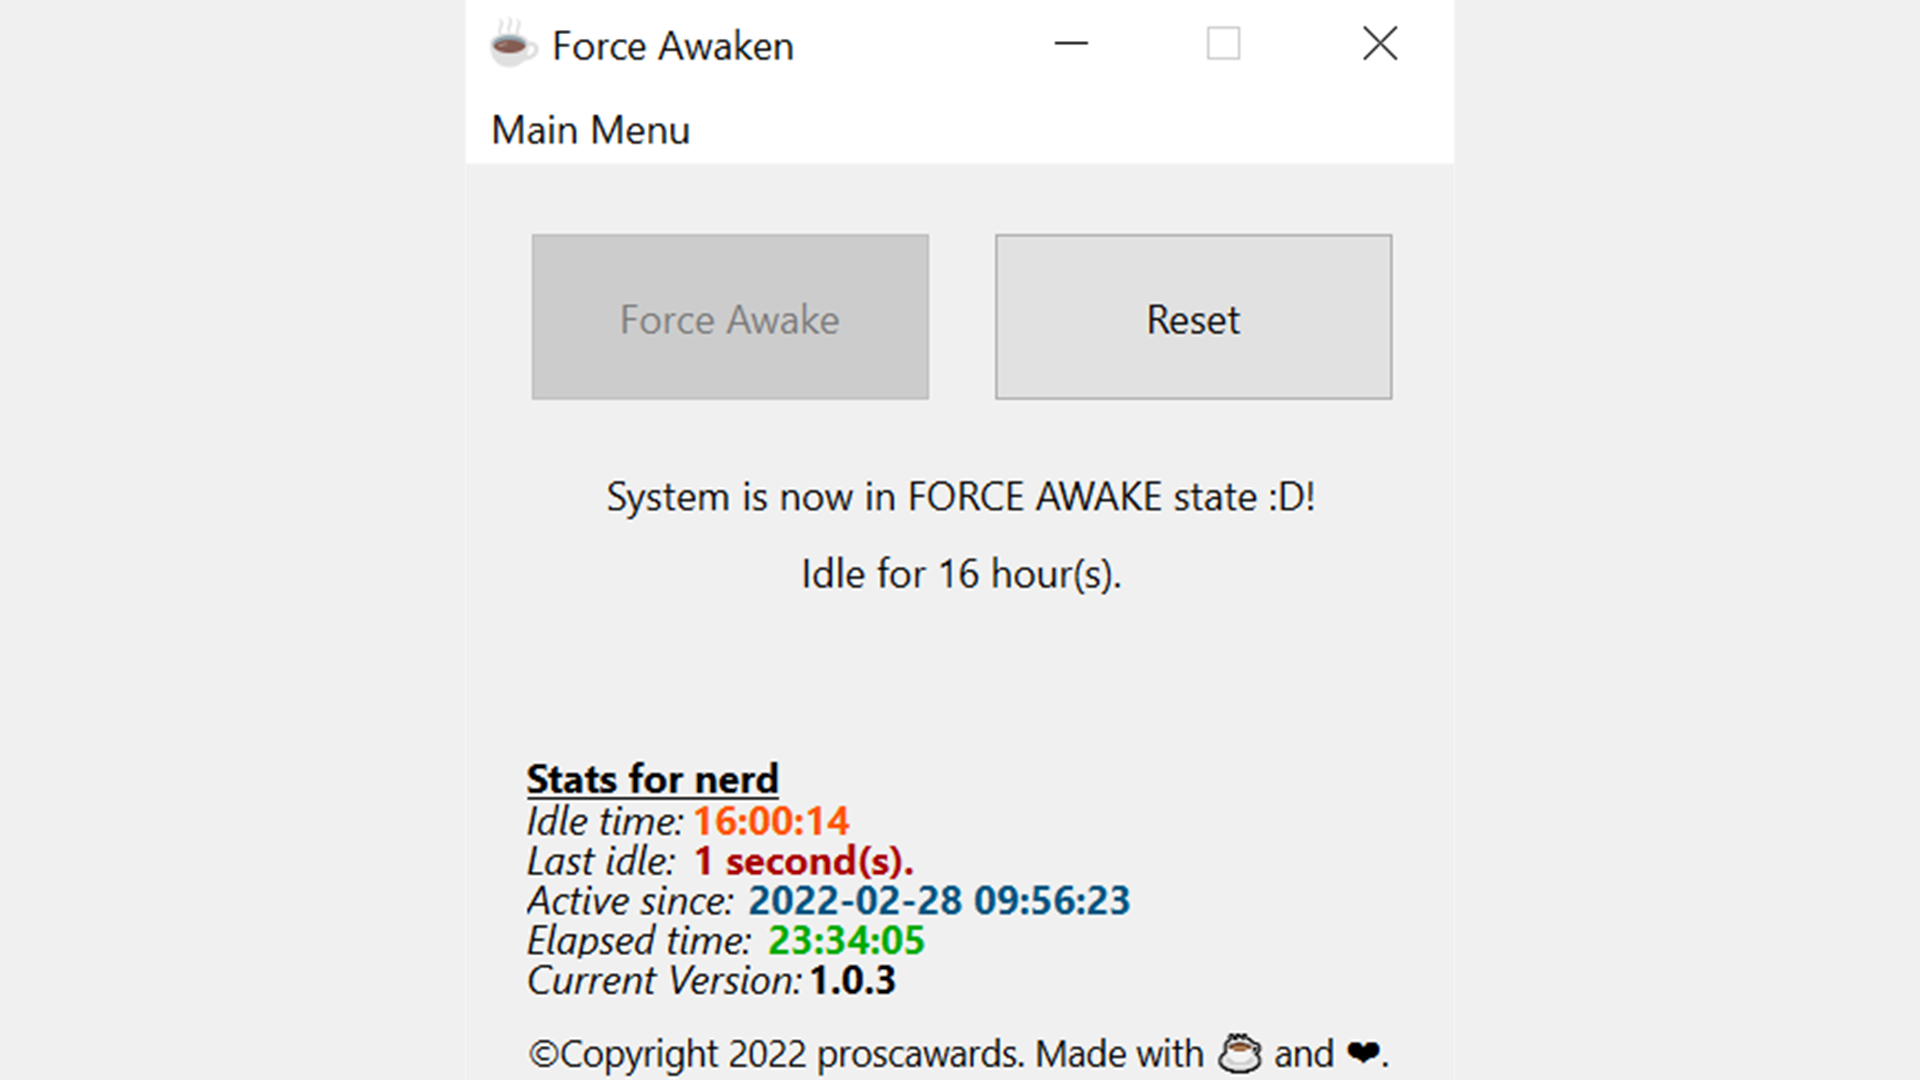 Force Awaken
Main Menu
Force Awake
Reset
System is now in FORCE AWAKE state :D!
Idle for 16 hour(s).
Stats for nerd
Idle time: 16:00:14
Last idle: 1 second(s).
Active since: 2022-02-28 09:56:23
Elapsed time: 23:34:05
Current Version: 1.0.3
©Copyright 2022 proscawards. Made with ☕ and ❤.